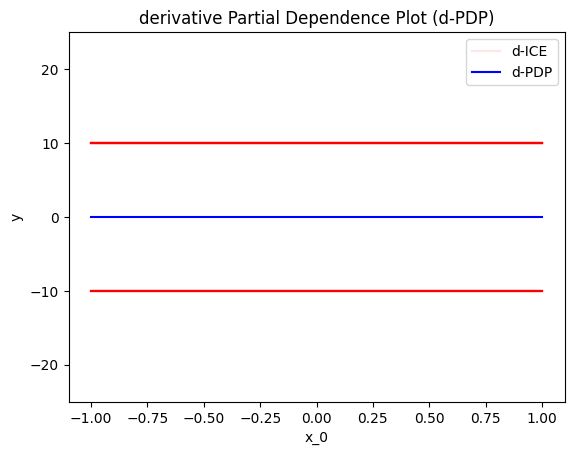 derivative Partial Dependence Plot (d-PDP)
d-ICE
d-PDP
20
10
0
−10
−20
y
−1.00 −0.75 −0.50 −0.25 0.00 0.25 0.50 0.75 1.00
x_0